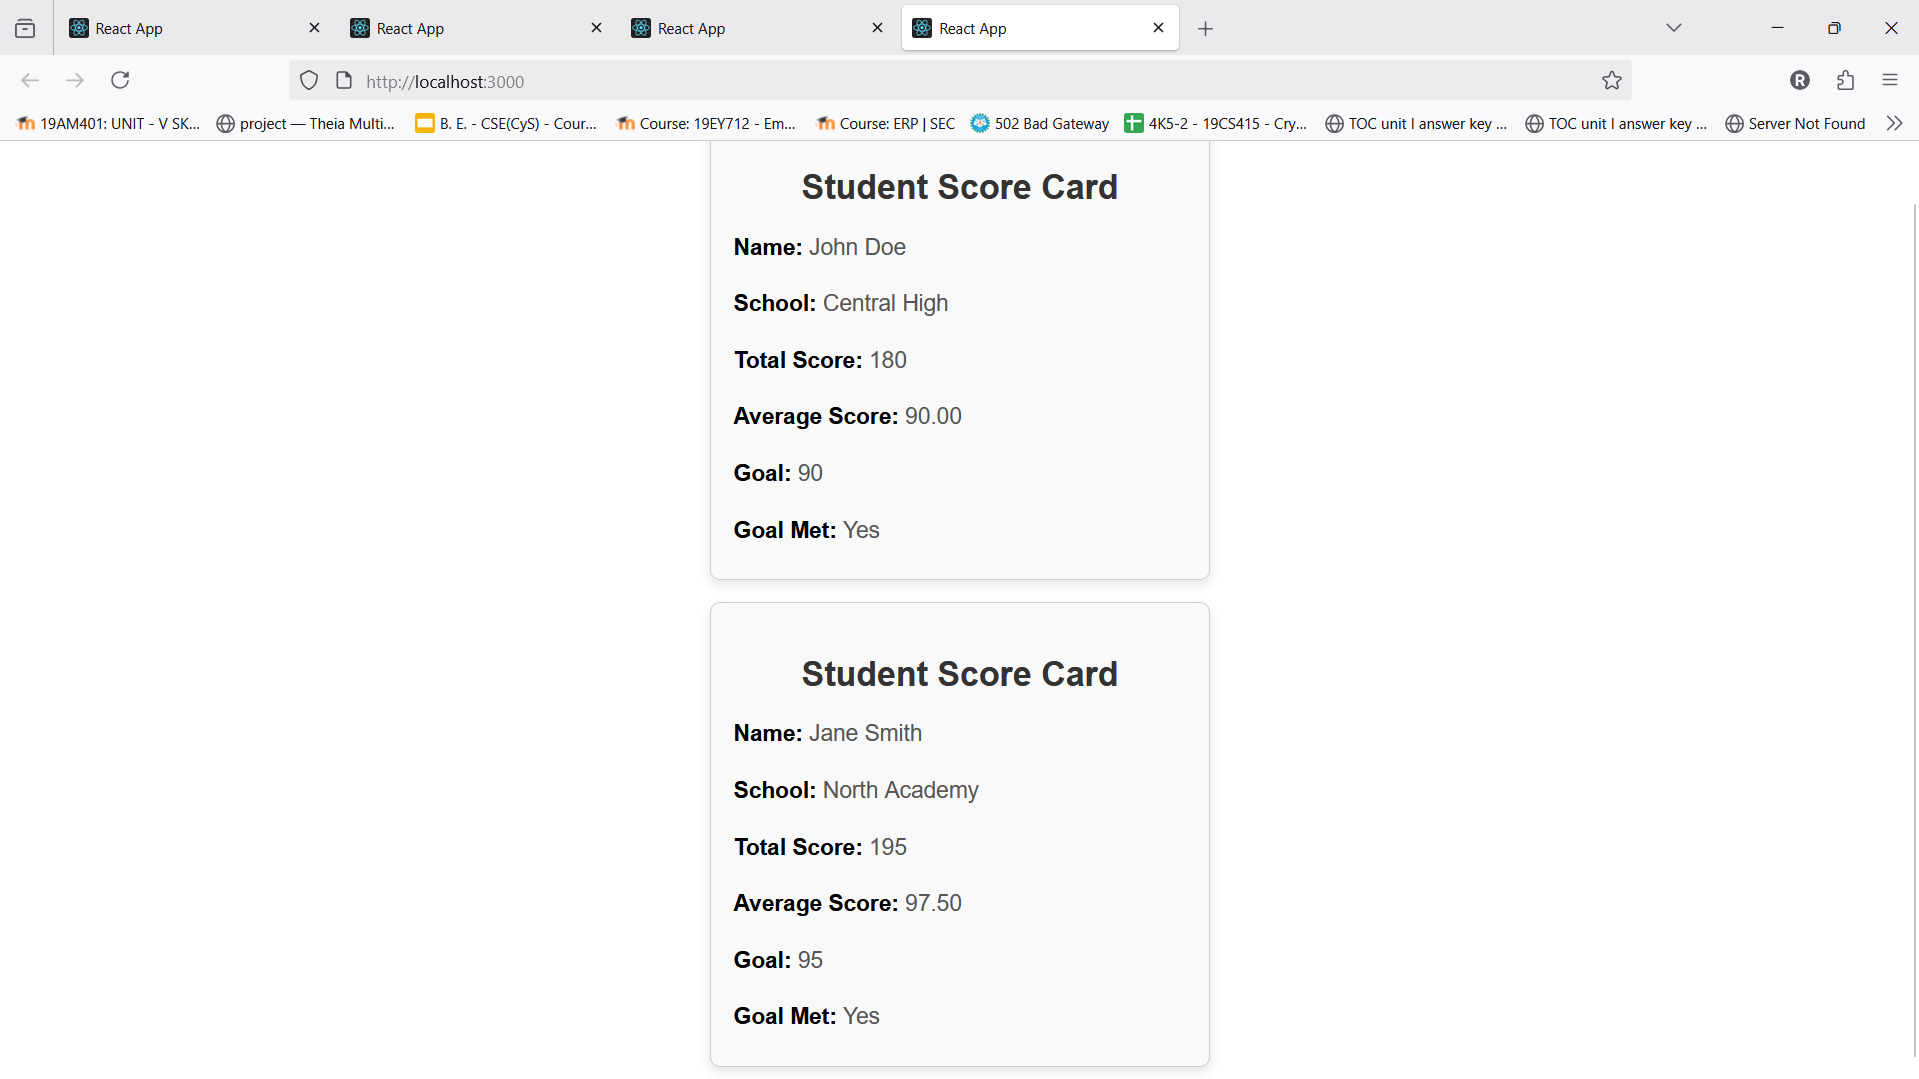 React App
React App
React App
React App
http://localhost:3000
R
19AM401: UNIT - V SK...
project — Theia Multi...
B. E. - CSE(CyS) - Cour...
Course: 19EY712 - Em...
Course: ERP | SEC
502 Bad Gateway
4K5-2 - 19CS415 - Cry...
TOC unit I answer key ...
TOC unit I answer key ...
Server Not Found
Student Score Card
Name: John Doe
School: Central High
Total Score: 180
Average Score: 90.00
Goal: 90
Goal Met: Yes
Student Score Card
Name: Jane Smith
School: North Academy
Total Score: 195
Average Score: 97.50
Goal: 95
Goal Met: Yes